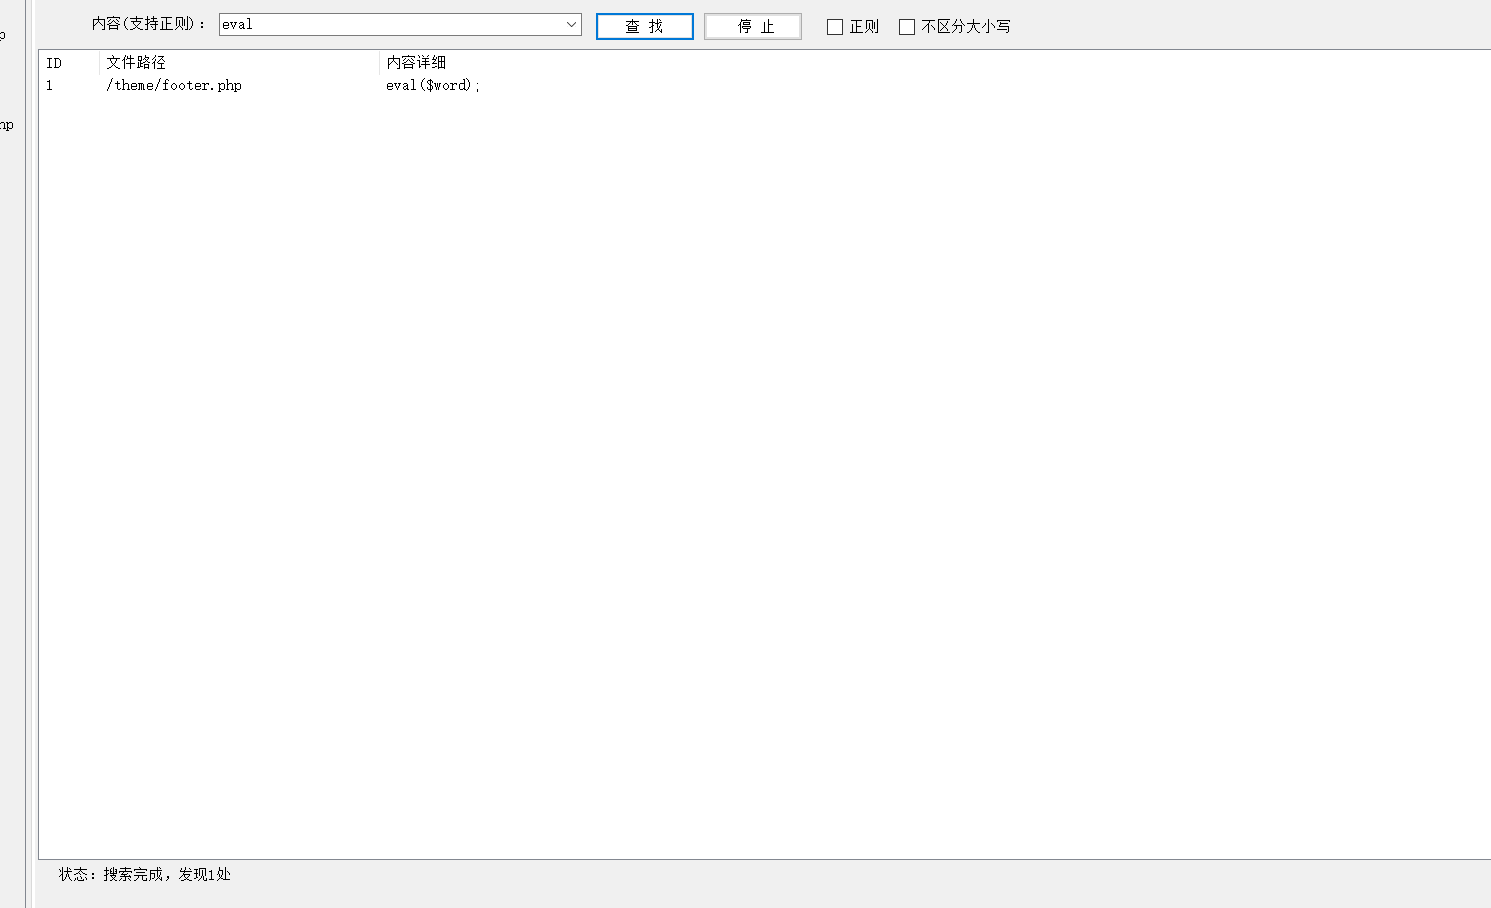 p
hp
内容(支持正则)： eval 查 找 停 止 正则 不区分大小写
ID 文件路径 内容详细
1 /theme/footer.php eval($word);
状态：搜索完成，发现1处